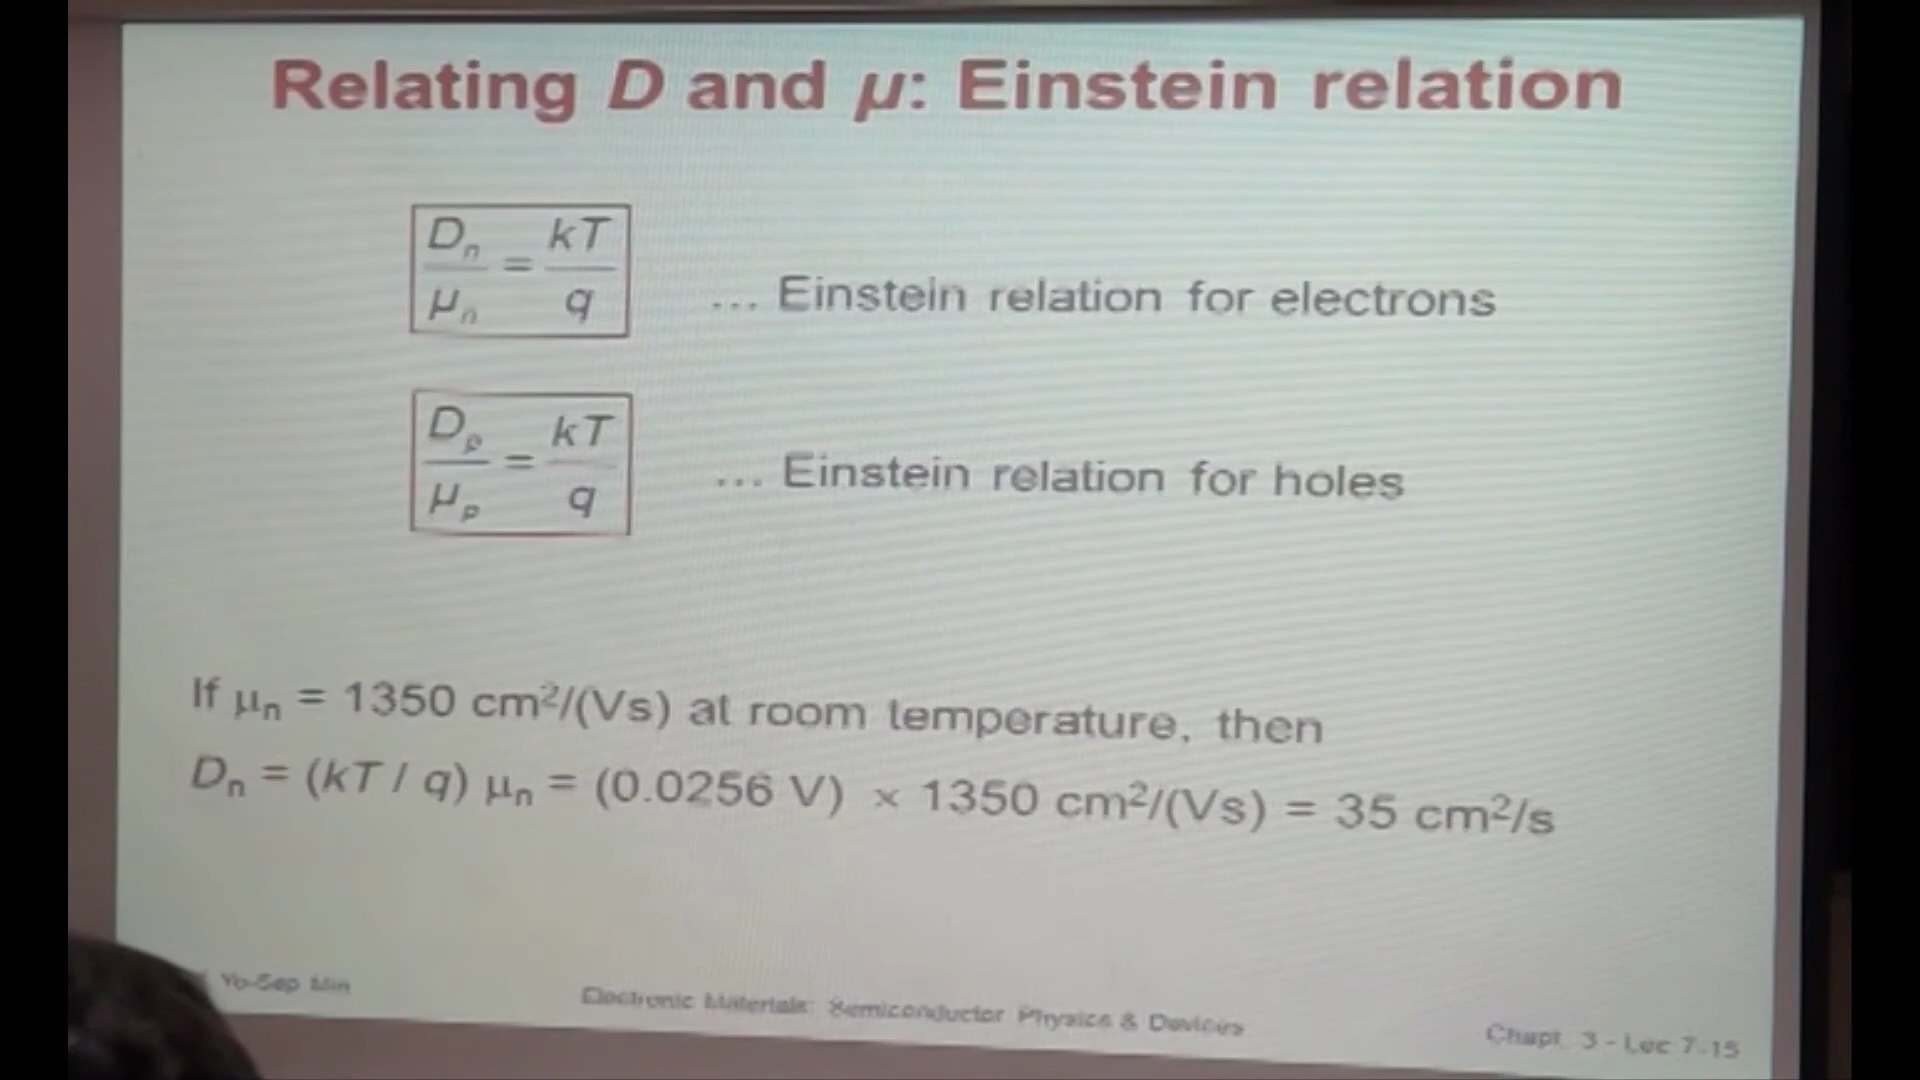 Relating D and μ: Einstein relation
Dn/μn = kT/q ... Einstein relation for electrons
Dp/μp = kT/q ... Einstein relation for holes
If μn = 1350 cm²/(Vs) at room temperature, then
Dn = (kT / q) μn = (0.0256 V) × 1350 cm²/(Vs) = 35 cm²/s
Yo-Sep Min
Electronic Materials: Semiconductor Physics & Devices
Chapt. 3 - Lec 7-15